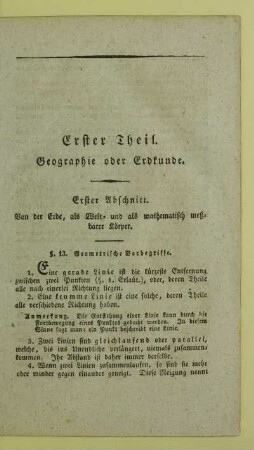 Erster Theil.
Geographie oder Erdkunde.
Erster Abschnitt.
Von der Erde, als Welt- und als mathematisch meß-
barer Körper.
§. 13. Geometrische Vorbegriffe.
1. Eine gerade Linie ist die kürzeste Entfernung
zwischen zwei Punkten (§. 1. Erläut.), oder, deren Theile
alle nach einerlei Richtung liegen.
2. Eine krumme Linie ist eine solche, deren Theile
alle verschiedene Richtung haben.
Anmerkung. Die Entstehung einer Linie kann durch die
Fortbewegung eines Punktes gedacht werden. In diesem
Sinne sagt man: ein Punkt beschreibt eine Linie.
3. Zwei Linien sind gleichlaufend oder parallel,
welche, bis ins Unendliche verlängert, niemals zusammen-
kommen. Ihr Abstand ist daher immer derselbe.
4. Wenn zwei Linien zusammenlaufen, so sind sie mehr
oder minder gegen einander geneigt. Diese Neigung nennt